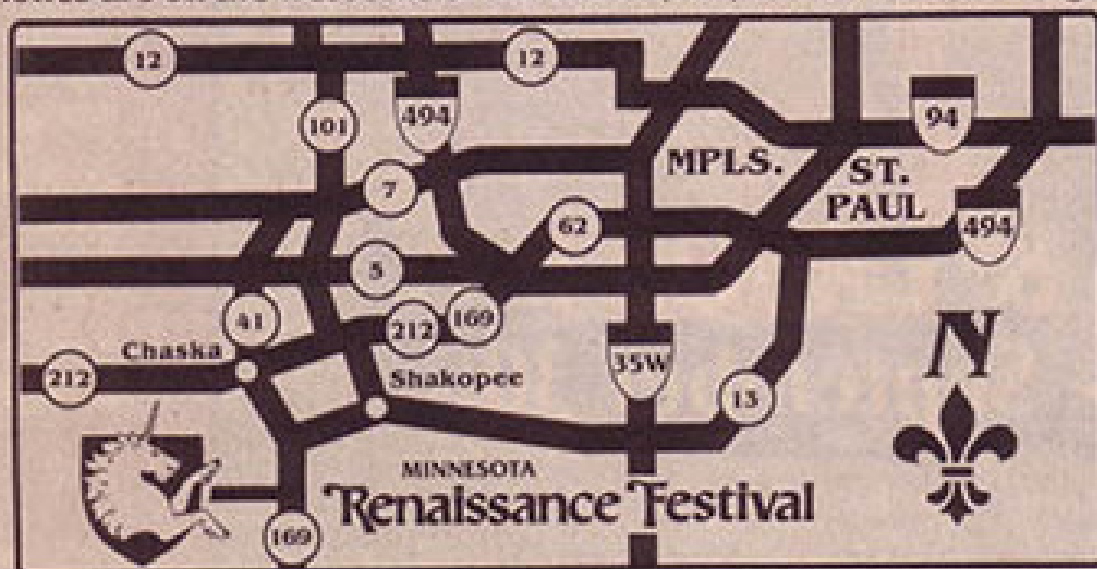 12
12
101
494
94
MPLS.
ST.
PAUL
7
62
494
5
41
212
169
Chaska
212
35W
Shakopee
13
N
MINNESOTA
Renaissance Festival
169